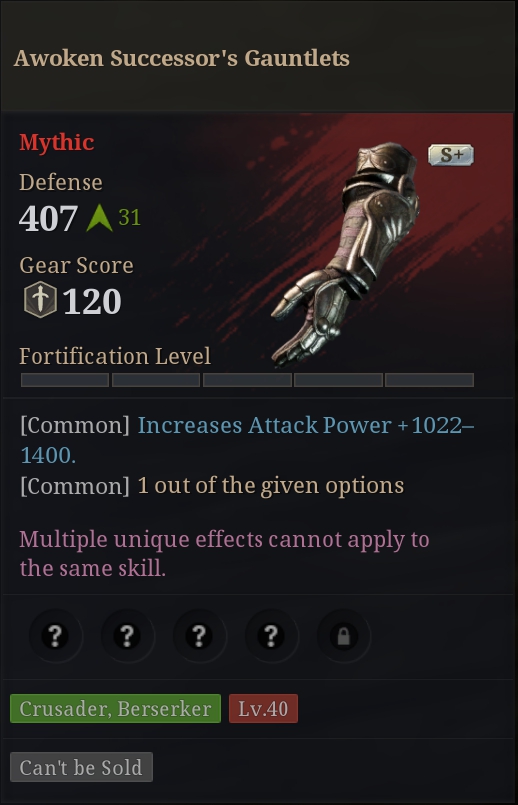 Awoken Successor's Gauntlets
Mythic
S+
Defense
407 31
Gear Score
120
Fortification Level
[Common] Increases Attack Power +1022–
1400.
[Common] 1 out of the given options
Multiple unique effects cannot apply to
the same skill.
? ? ? ?
Crusader, Berserker Lv.40
Can't be Sold